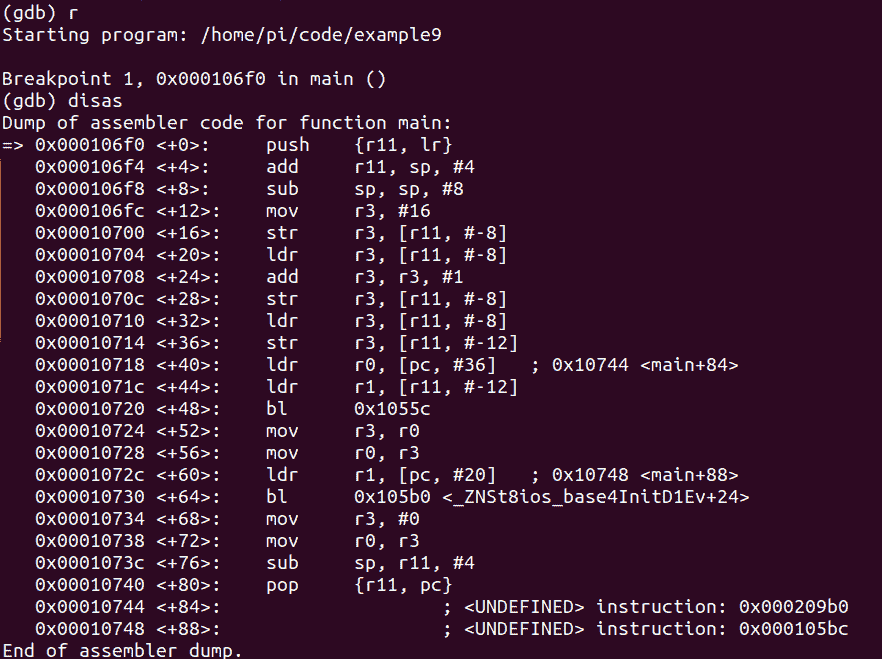 (gdb) r
Starting program: /home/pi/code/example9
Breakpoint 1, 0x000106f0 in main ()
(gdb) disas
Dump of assembler code for function main:
=> 0x000106f0 <+0>:     push    {r11, lr}
   0x000106f4 <+4>:     add     r11, sp, #4
   0x000106f8 <+8>:     sub     sp, sp, #8
   0x000106fc <+12>:    mov     r3, #16
   0x00010700 <+16>:    str     r3, [r11, #-8]
   0x00010704 <+20>:    ldr     r3, [r11, #-8]
   0x00010708 <+24>:    add     r3, r3, #1
   0x0001070c <+28>:    str     r3, [r11, #-8]
   0x00010710 <+32>:    ldr     r3, [r11, #-8]
   0x00010714 <+36>:    str     r3, [r11, #-12]
   0x00010718 <+40>:    ldr     r0, [pc, #36]   ; 0x10744 <main+84>
   0x0001071c <+44>:    ldr     r1, [r11, #-12]
   0x00010720 <+48>:    bl      0x1055c
   0x00010724 <+52>:    mov     r3, r0
   0x00010728 <+56>:    mov     r0, r3
   0x0001072c <+60>:    ldr     r1, [pc, #20]   ; 0x10748 <main+88>
   0x00010730 <+64>:    bl      0x105b0 <_ZNSt8ios_base4InitD1Ev+24>
   0x00010734 <+68>:    mov     r3, #0
   0x00010738 <+72>:    mov     r0, r3
   0x0001073c <+76>:    sub     sp, r11, #4
   0x00010740 <+80>:    pop     {r11, pc}
   0x00010744 <+84>:                    ; <UNDEFINED> instruction: 0x000209b0
   0x00010748 <+88>:                    ; <UNDEFINED> instruction: 0x000105bc
End of assembler dump.